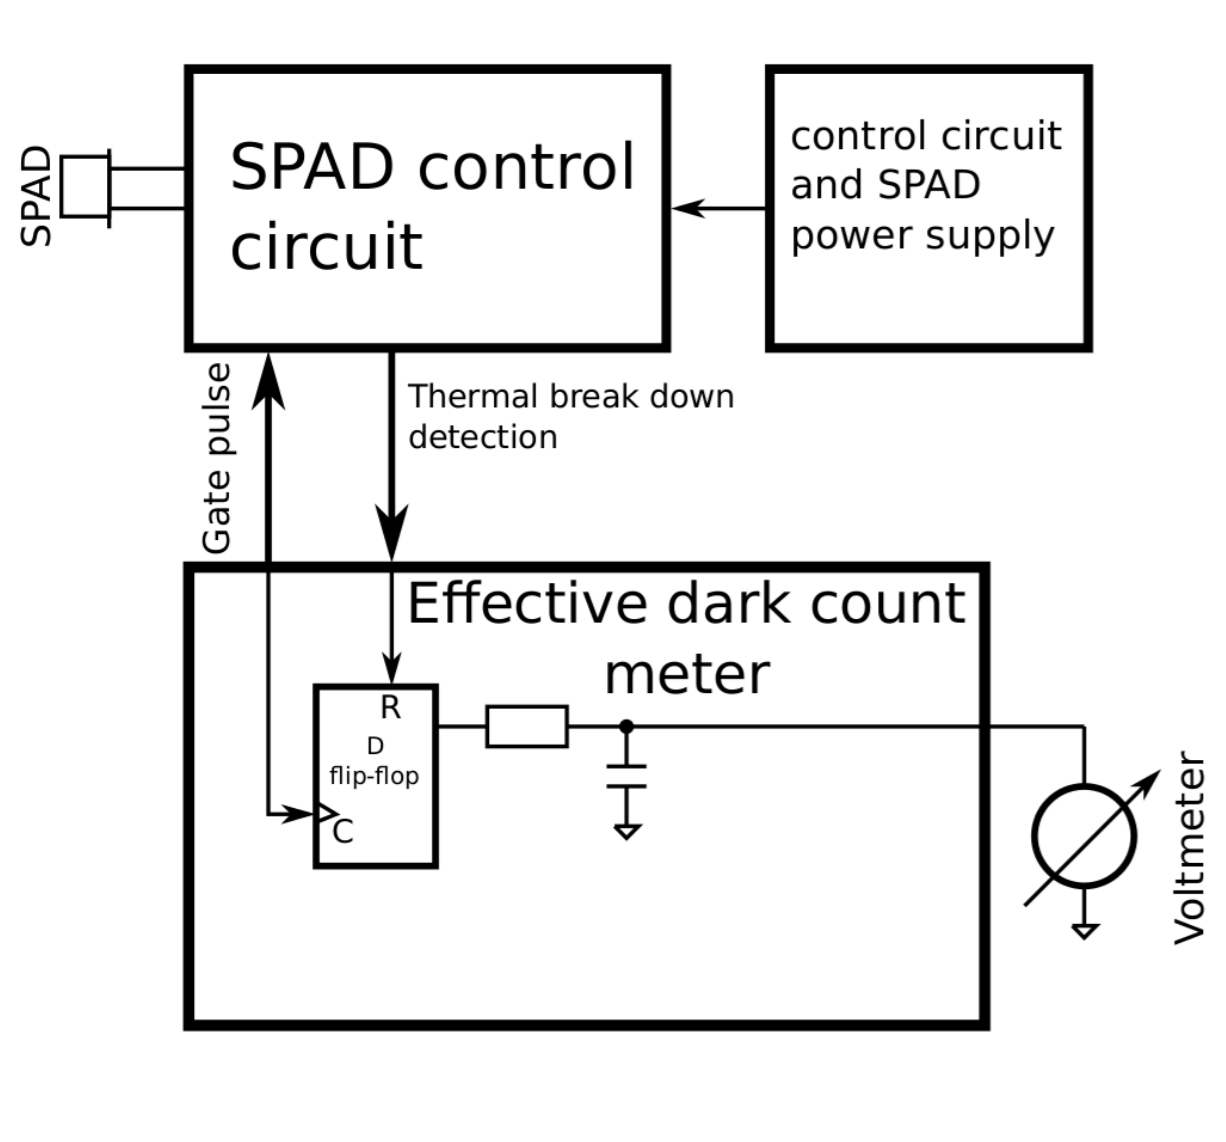 SPAD
SPAD control
circuit
control circuit
and SPAD
power supply
Gate pulse
Thermal break down
detection
Effective dark count
meter
R
D
flip-flop
C
Voltmeter